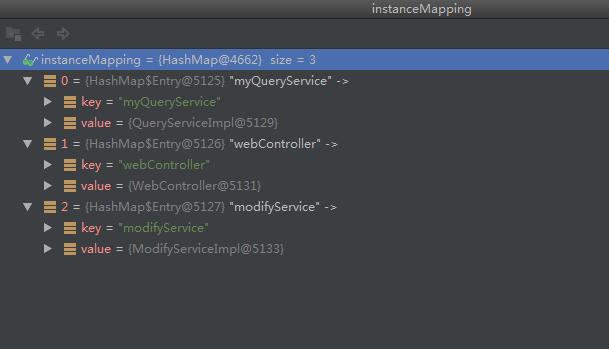 instanceMapping
instanceMapping = {HashMap@4662} size = 3
0 = {HashMap$Entry@5125} "myQueryService" ->
key = "myQueryService"
value = {QueryServiceImpl@5129}
1 = {HashMap$Entry@5126} "webController" ->
key = "webController"
value = {WebController@5131}
2 = {HashMap$Entry@5127} "modifyService" ->
key = "modifyService"
value = {ModifyServiceImpl@5133}